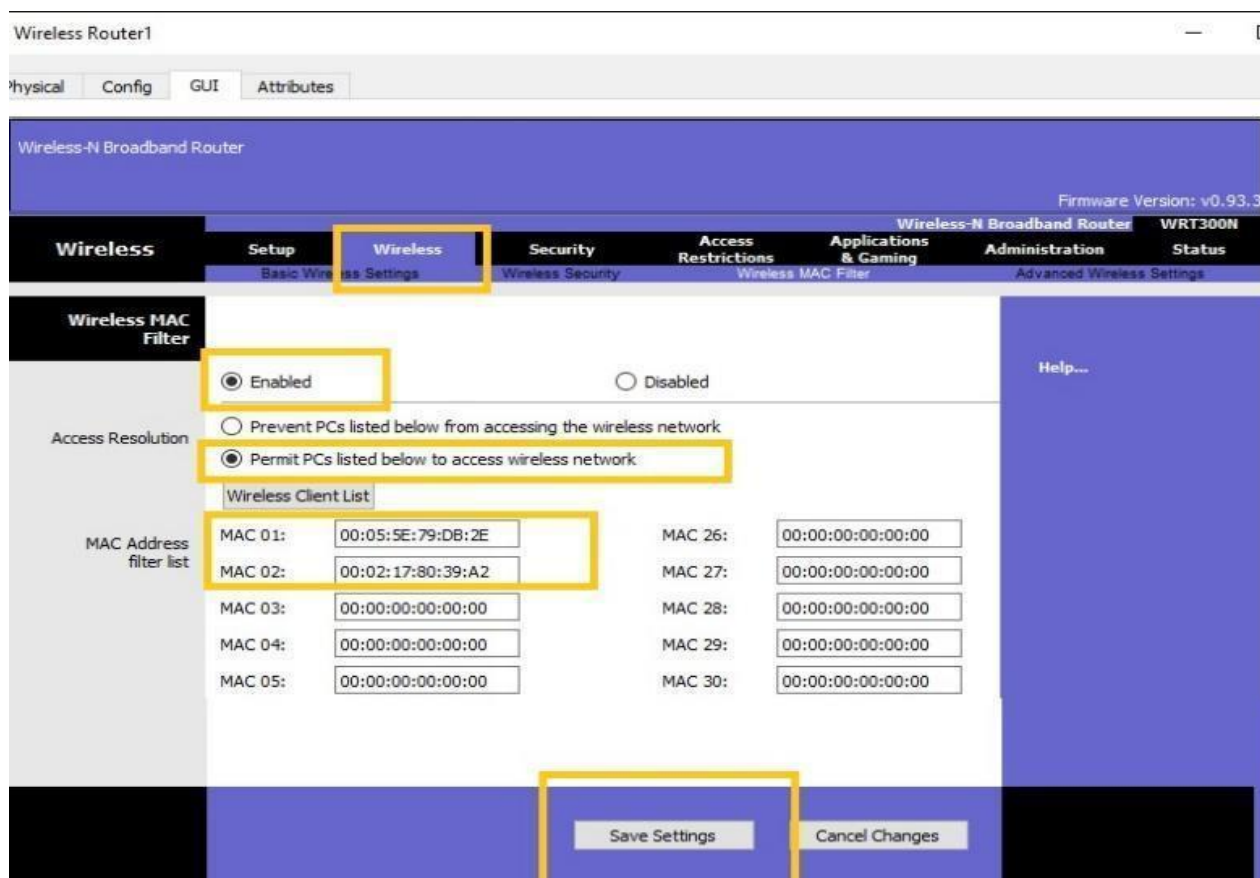 Wireless Router1
Physical Config GUI Attributes
Wireless-N Broadband Router
Firmware Version: v0.93.3
Wireless-N Broadband Router WRT300N
Wireless Setup Wireless Security Access Restrictions Applications & Gaming Administration Status
Basic Wireless Settings Wireless Security Wireless MAC Filter Advanced Wireless Settings
Wireless MAC
Filter
Help...
Enabled Disabled
Access Resolution
Prevent PCs listed below from accessing the wireless network
Permit PCs listed below to access wireless network
Wireless Client List
MAC Address
filter list
MAC 01: 00:05:5E:79:DB:2E MAC 26: 00:00:00:00:00:00
MAC 02: 00:02:17:80:39:A2 MAC 27: 00:00:00:00:00:00
MAC 03: 00:00:00:00:00:00 MAC 28: 00:00:00:00:00:00
MAC 04: 00:00:00:00:00:00 MAC 29: 00:00:00:00:00:00
MAC 05: 00:00:00:00:00:00 MAC 30: 00:00:00:00:00:00
Save Settings Cancel Changes